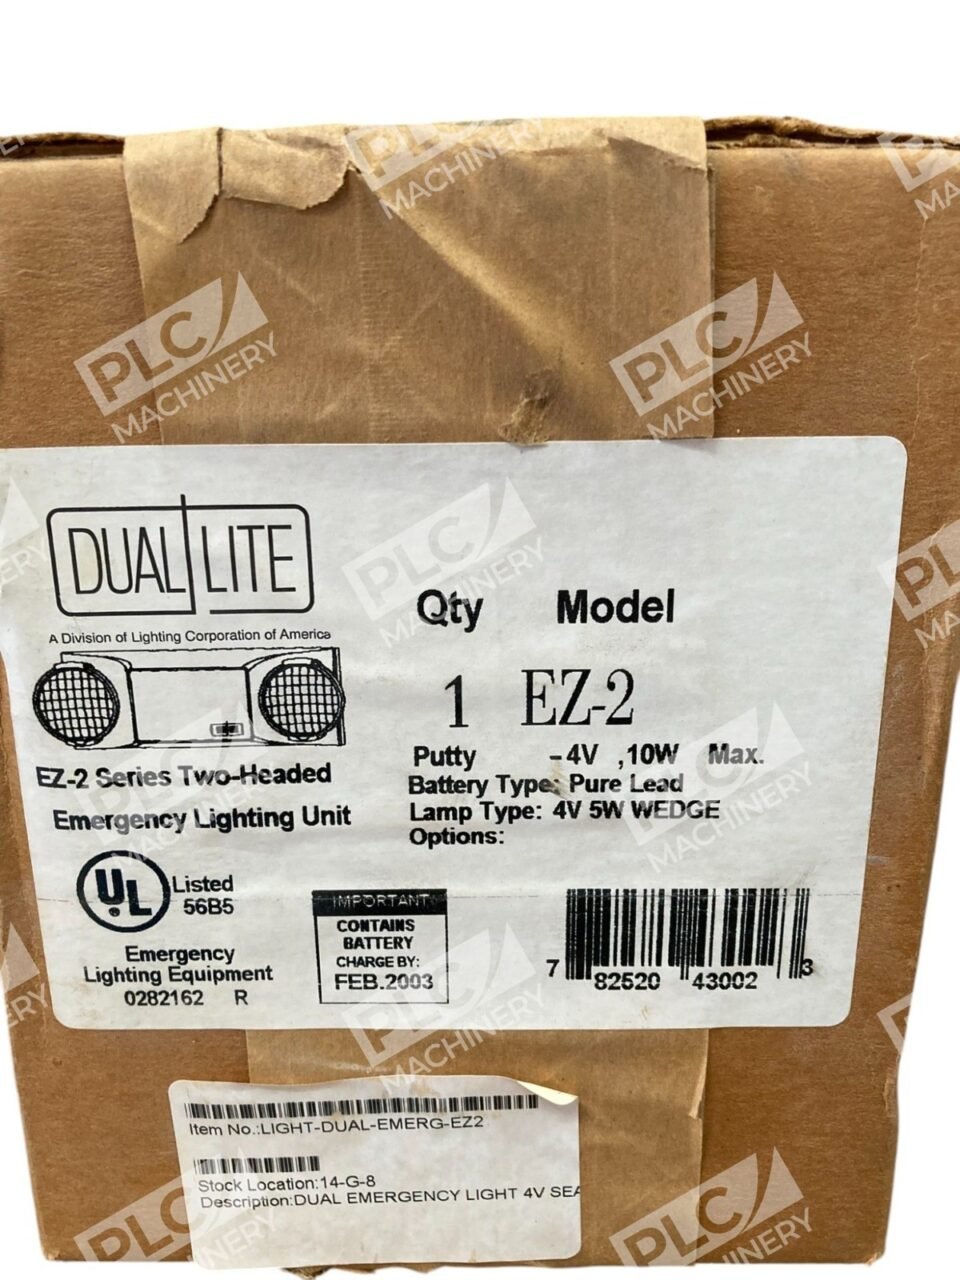 DUAL LITE
A Division of Lighting Corporation of America
EZ-2 Series Two-Headed
Emergency Lighting Unit
UL Listed
56B5
Emergency
Lighting Equipment
0282162 R
Qty Model
1 EZ-2
Putty -4V ,10W Max.
Battery Type: Pure Lead
Lamp Type: 4V 5W WEDGE
Options:
IMPORTANT
CONTAINS
BATTERY
CHARGE BY:
FEB.2003
7 82520 43002 3
Item No.:LIGHT-DUAL-EMERG-EZ2
Stock Location:14-G-8
Description:DUAL EMERGENCY LIGHT 4V SEA
PLC
MACHINERY